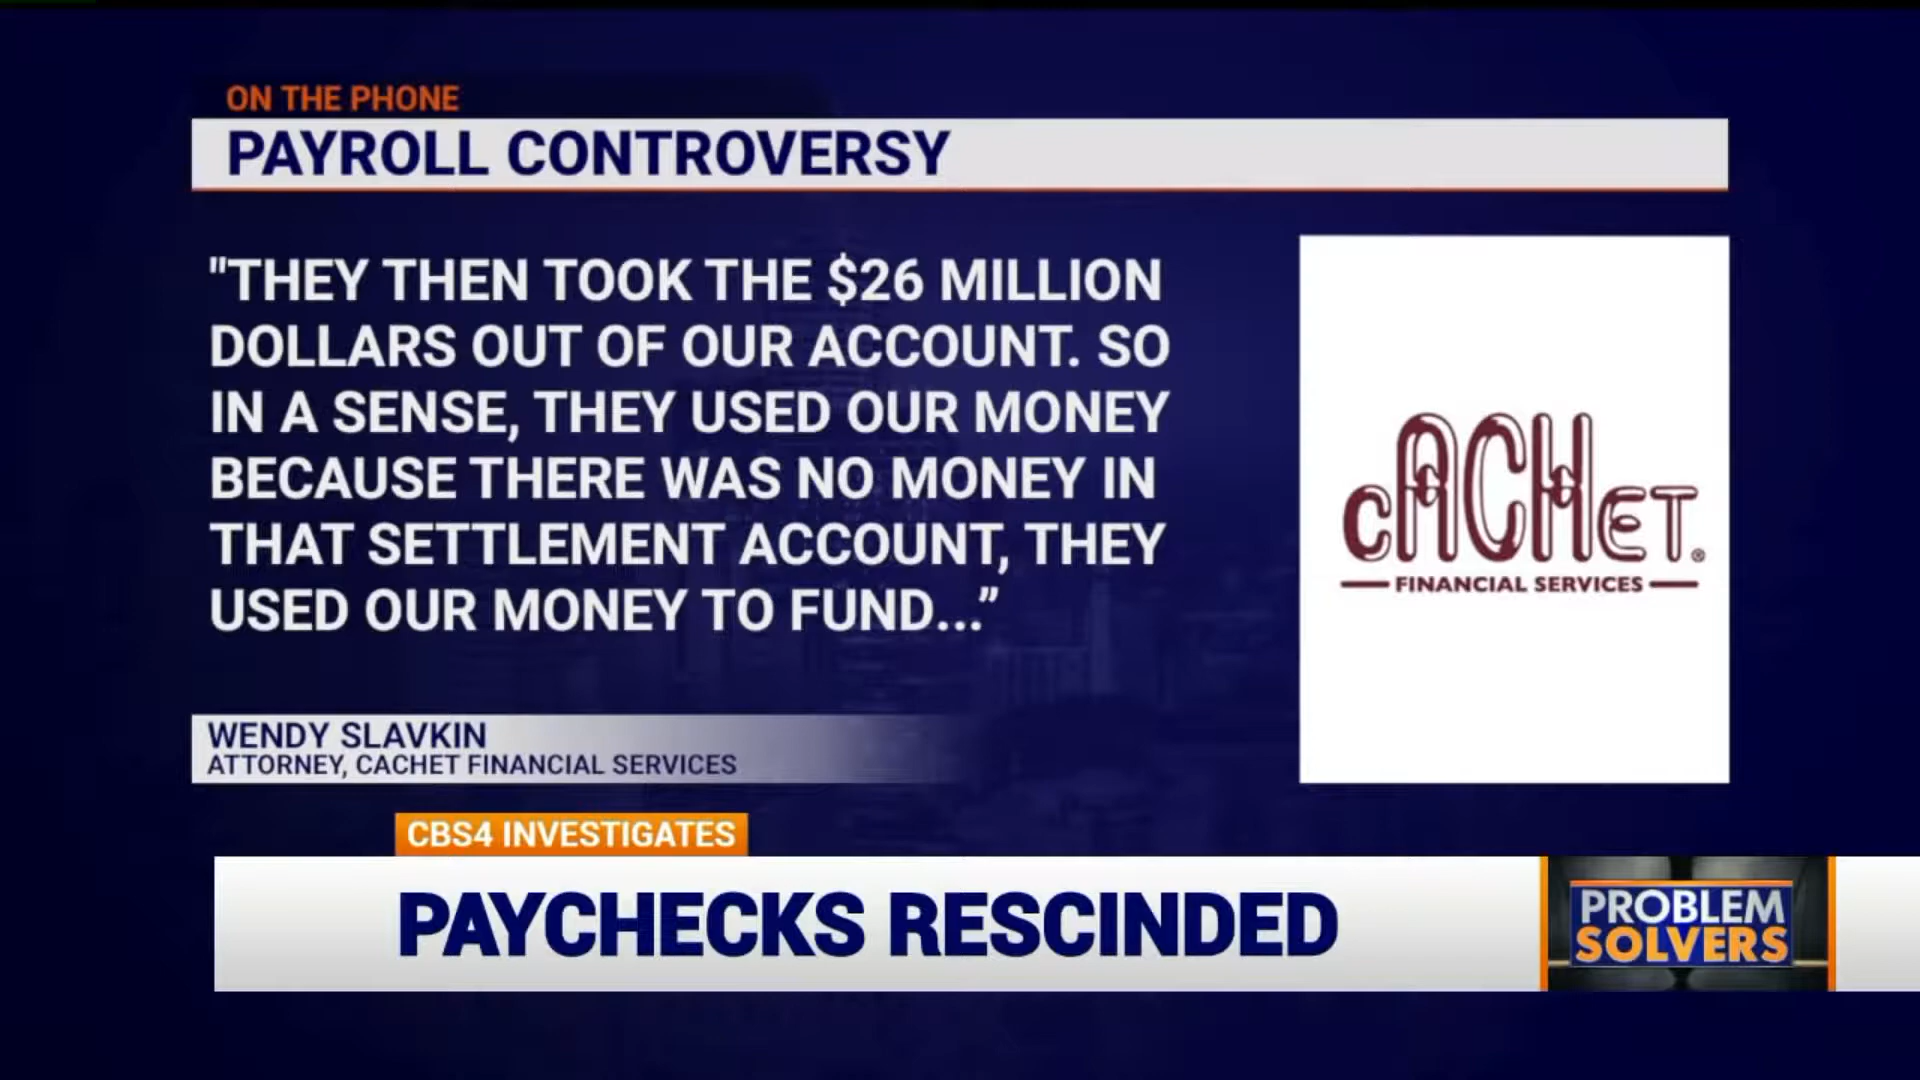 ON THE PHONE
PAYROLL CONTROVERSY
"THEY THEN TOOK THE $26 MILLION
DOLLARS OUT OF OUR ACCOUNT. SO
IN A SENSE, THEY USED OUR MONEY
BECAUSE THERE WAS NO MONEY IN
THAT SETTLEMENT ACCOUNT, THEY
USED OUR MONEY TO FUND..."
cACHET®
FINANCIAL SERVICES
WENDY SLAVKIN
ATTORNEY, CACHET FINANCIAL SERVICES
CBS4 INVESTIGATES
PAYCHECKS RESCINDED
PROBLEM
SOLVERS